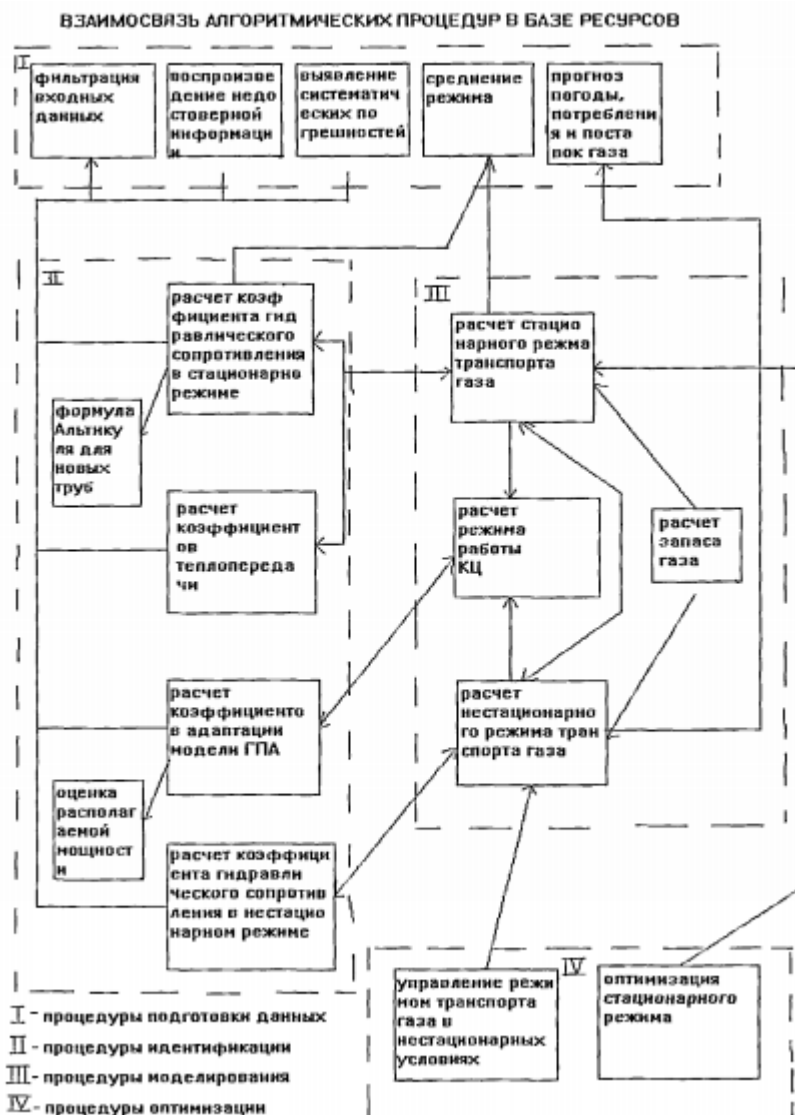 ВЗАИМОСВЯЗЬ АЛГОРИТМИЧЕСКИХ ПРОЦЕДУР В БАЗЕ РЕСУРСОВ
I
фильтрация
входных
данных
воспроизве
дение недо
стоверной
информаци
и
выявление
системати­ч
еских по
грешностей
средиение
режима
прогноз
погоды,
потреблени
я и поста
вок газа
II
расчет коэф
фициента гид
равлического
сопротивления
в стационарно
режиме
формула
Альтику
ля для
новых
труб
расчет
коэффициент
ов
теплопереда
чи
расчет
коэффициенто
в адаптации
модели ГПА
оценка
располаг
аемой
мощност
и
расчет коэффици
ента гидравли
ческого сопротив
ления в нестацио
нарном режиме
III
расчет стацио
нарного режма
транспорта
газа
расчет
режима
работы
КЦ
расчет
запаса
газа
расчет
нестационарно
го режима тран
спорта газа
IV
управление режи
мом транспорта
газа в
нестационарных
условиях
оптимизация
стационарного
режима
I - процедуры подготовки данных
II - процедуры идентификации
III - процедуры моделирования
IV - процедуры оптимизации